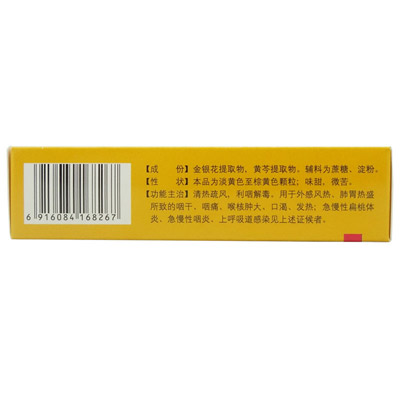 【成　份】金银花提取物，黄芩提取物。辅料为蔗糖、淀粉。
【性　状】本品为淡黄色至棕黄色颗粒；味甜，微苦。
【功能主治】清热疏风，利咽解毒。用于外感风热、肺胃热盛
所致的咽干、咽痛、喉核肿大、口渴、发热；急慢性扁桃体
炎、急慢性咽炎、上呼吸道感染见上述证候者。
6 916084 168267